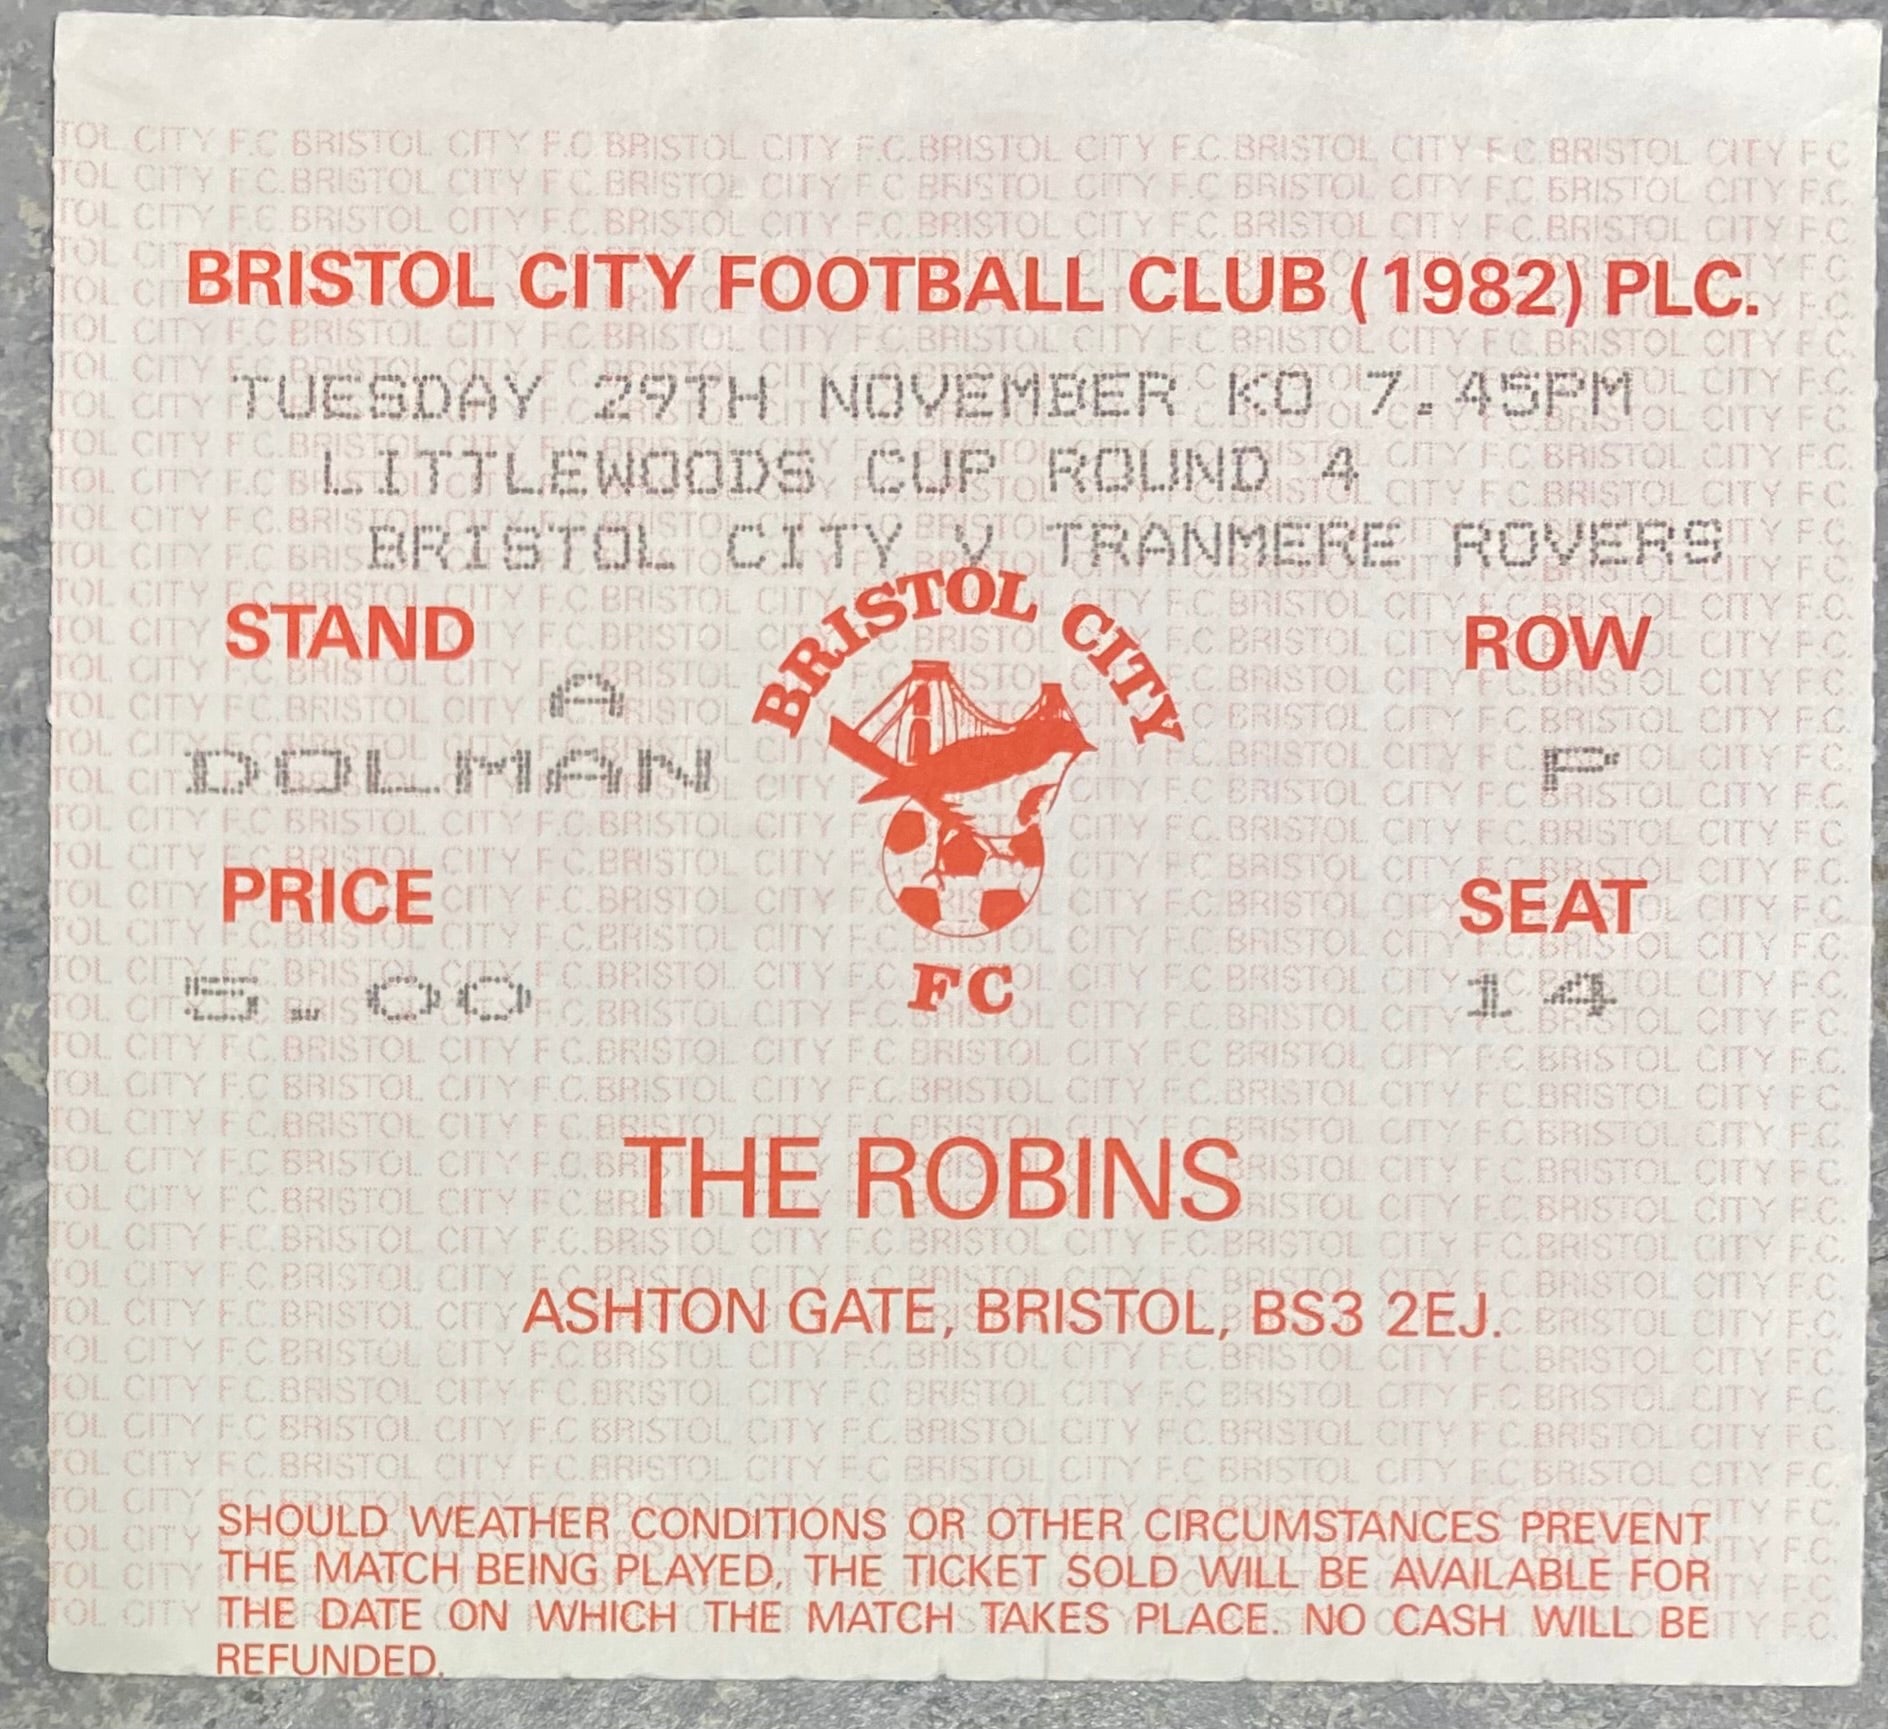 BRISTOL CITY FOOTBALL CLUB (1982) PLC.
TUESDAY 29TH NOVEMBER KO 7.45PM
LITTLEWOODS CUP ROUND 4
BRISTOL CITY V TRANMERE ROVERS
STAND
A
DOLMAN
PRICE
5.00
BRISTOL CITY
FC
ROW
P
SEAT
14
THE ROBINS
ASHTON GATE, BRISTOL, BS3 2EJ.
SHOULD WEATHER CONDITIONS OR OTHER CIRCUMSTANCES PREVENT
THE MATCH BEING PLAYED, THE TICKET SOLD WILL BE AVAILABLE FOR
THE DATE ON WHICH THE MATCH TAKES PLACE. NO CASH WILL BE
REFUNDED.